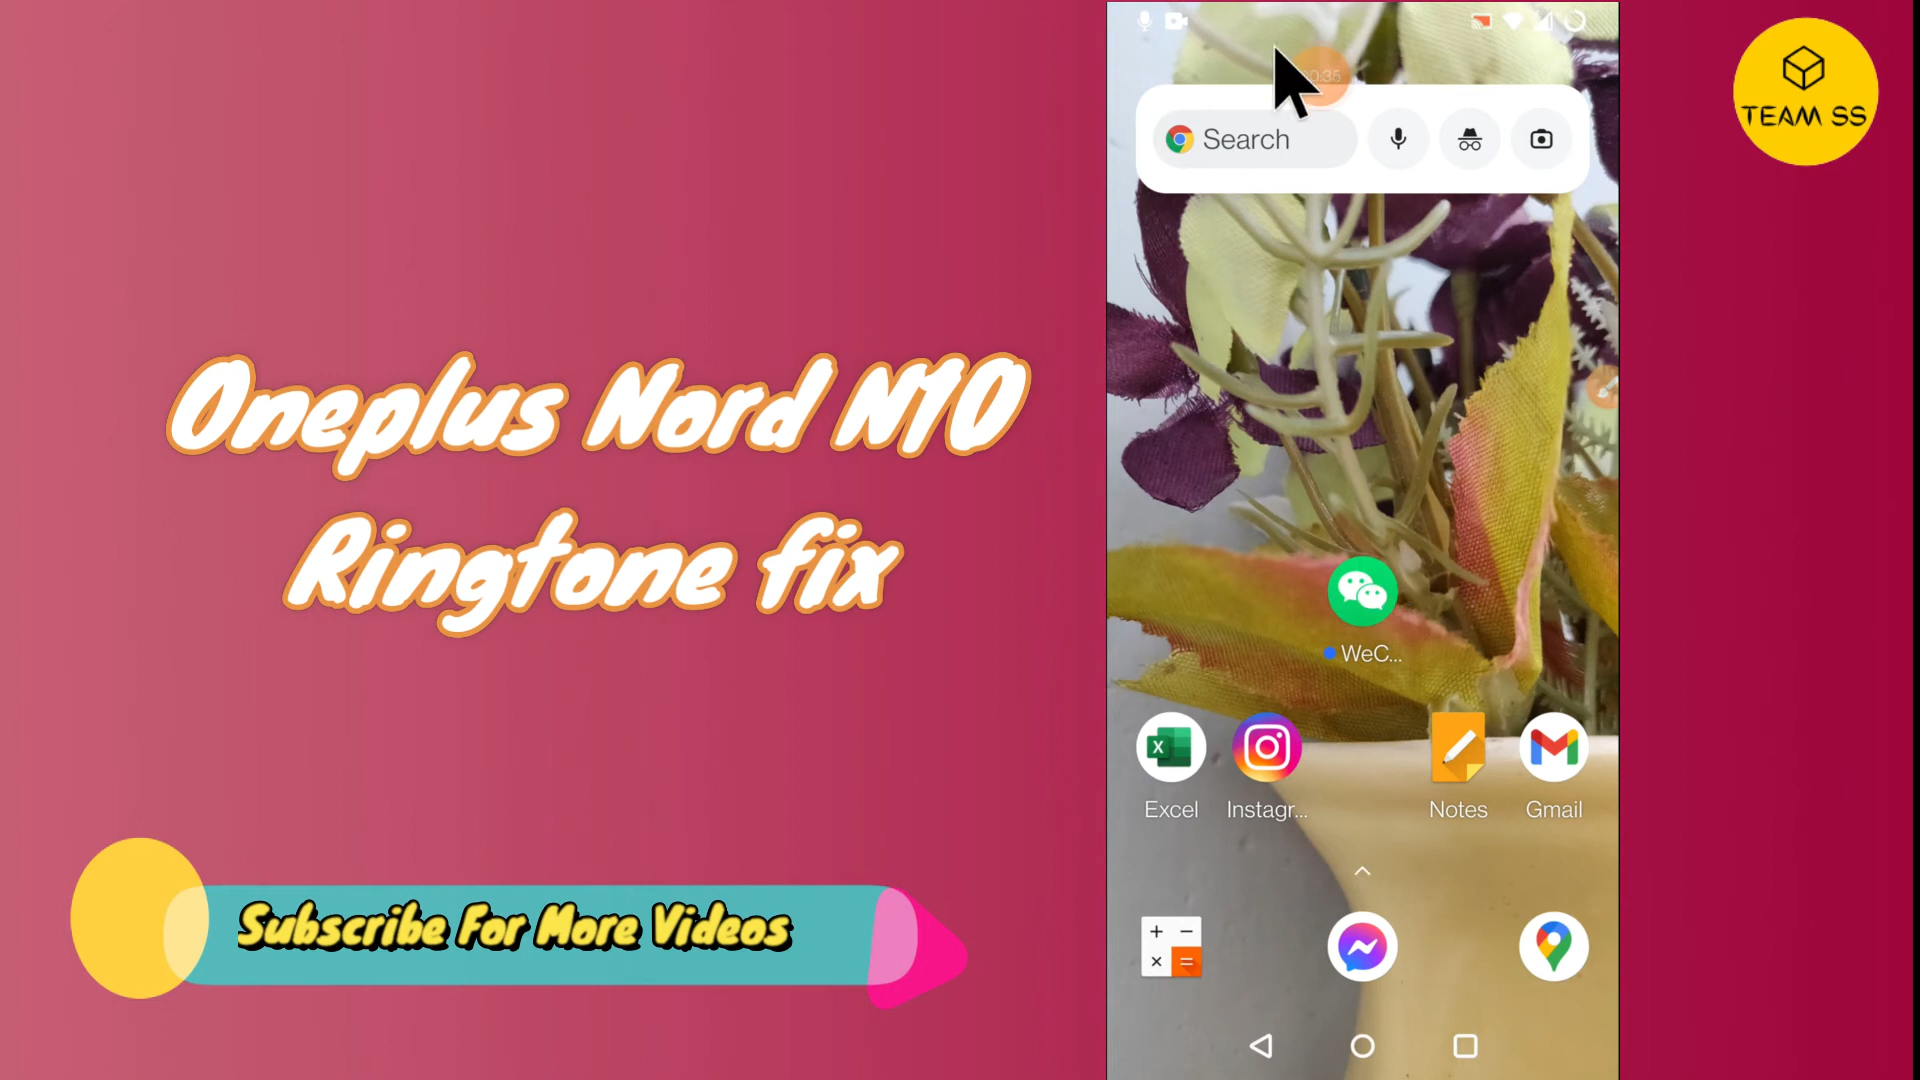 TEAM SS
Search
Oneplus Nord N10
Ringtone fix
WeC...
Excel
Instagr...
Notes
Gmail
Subscribe For More Videos